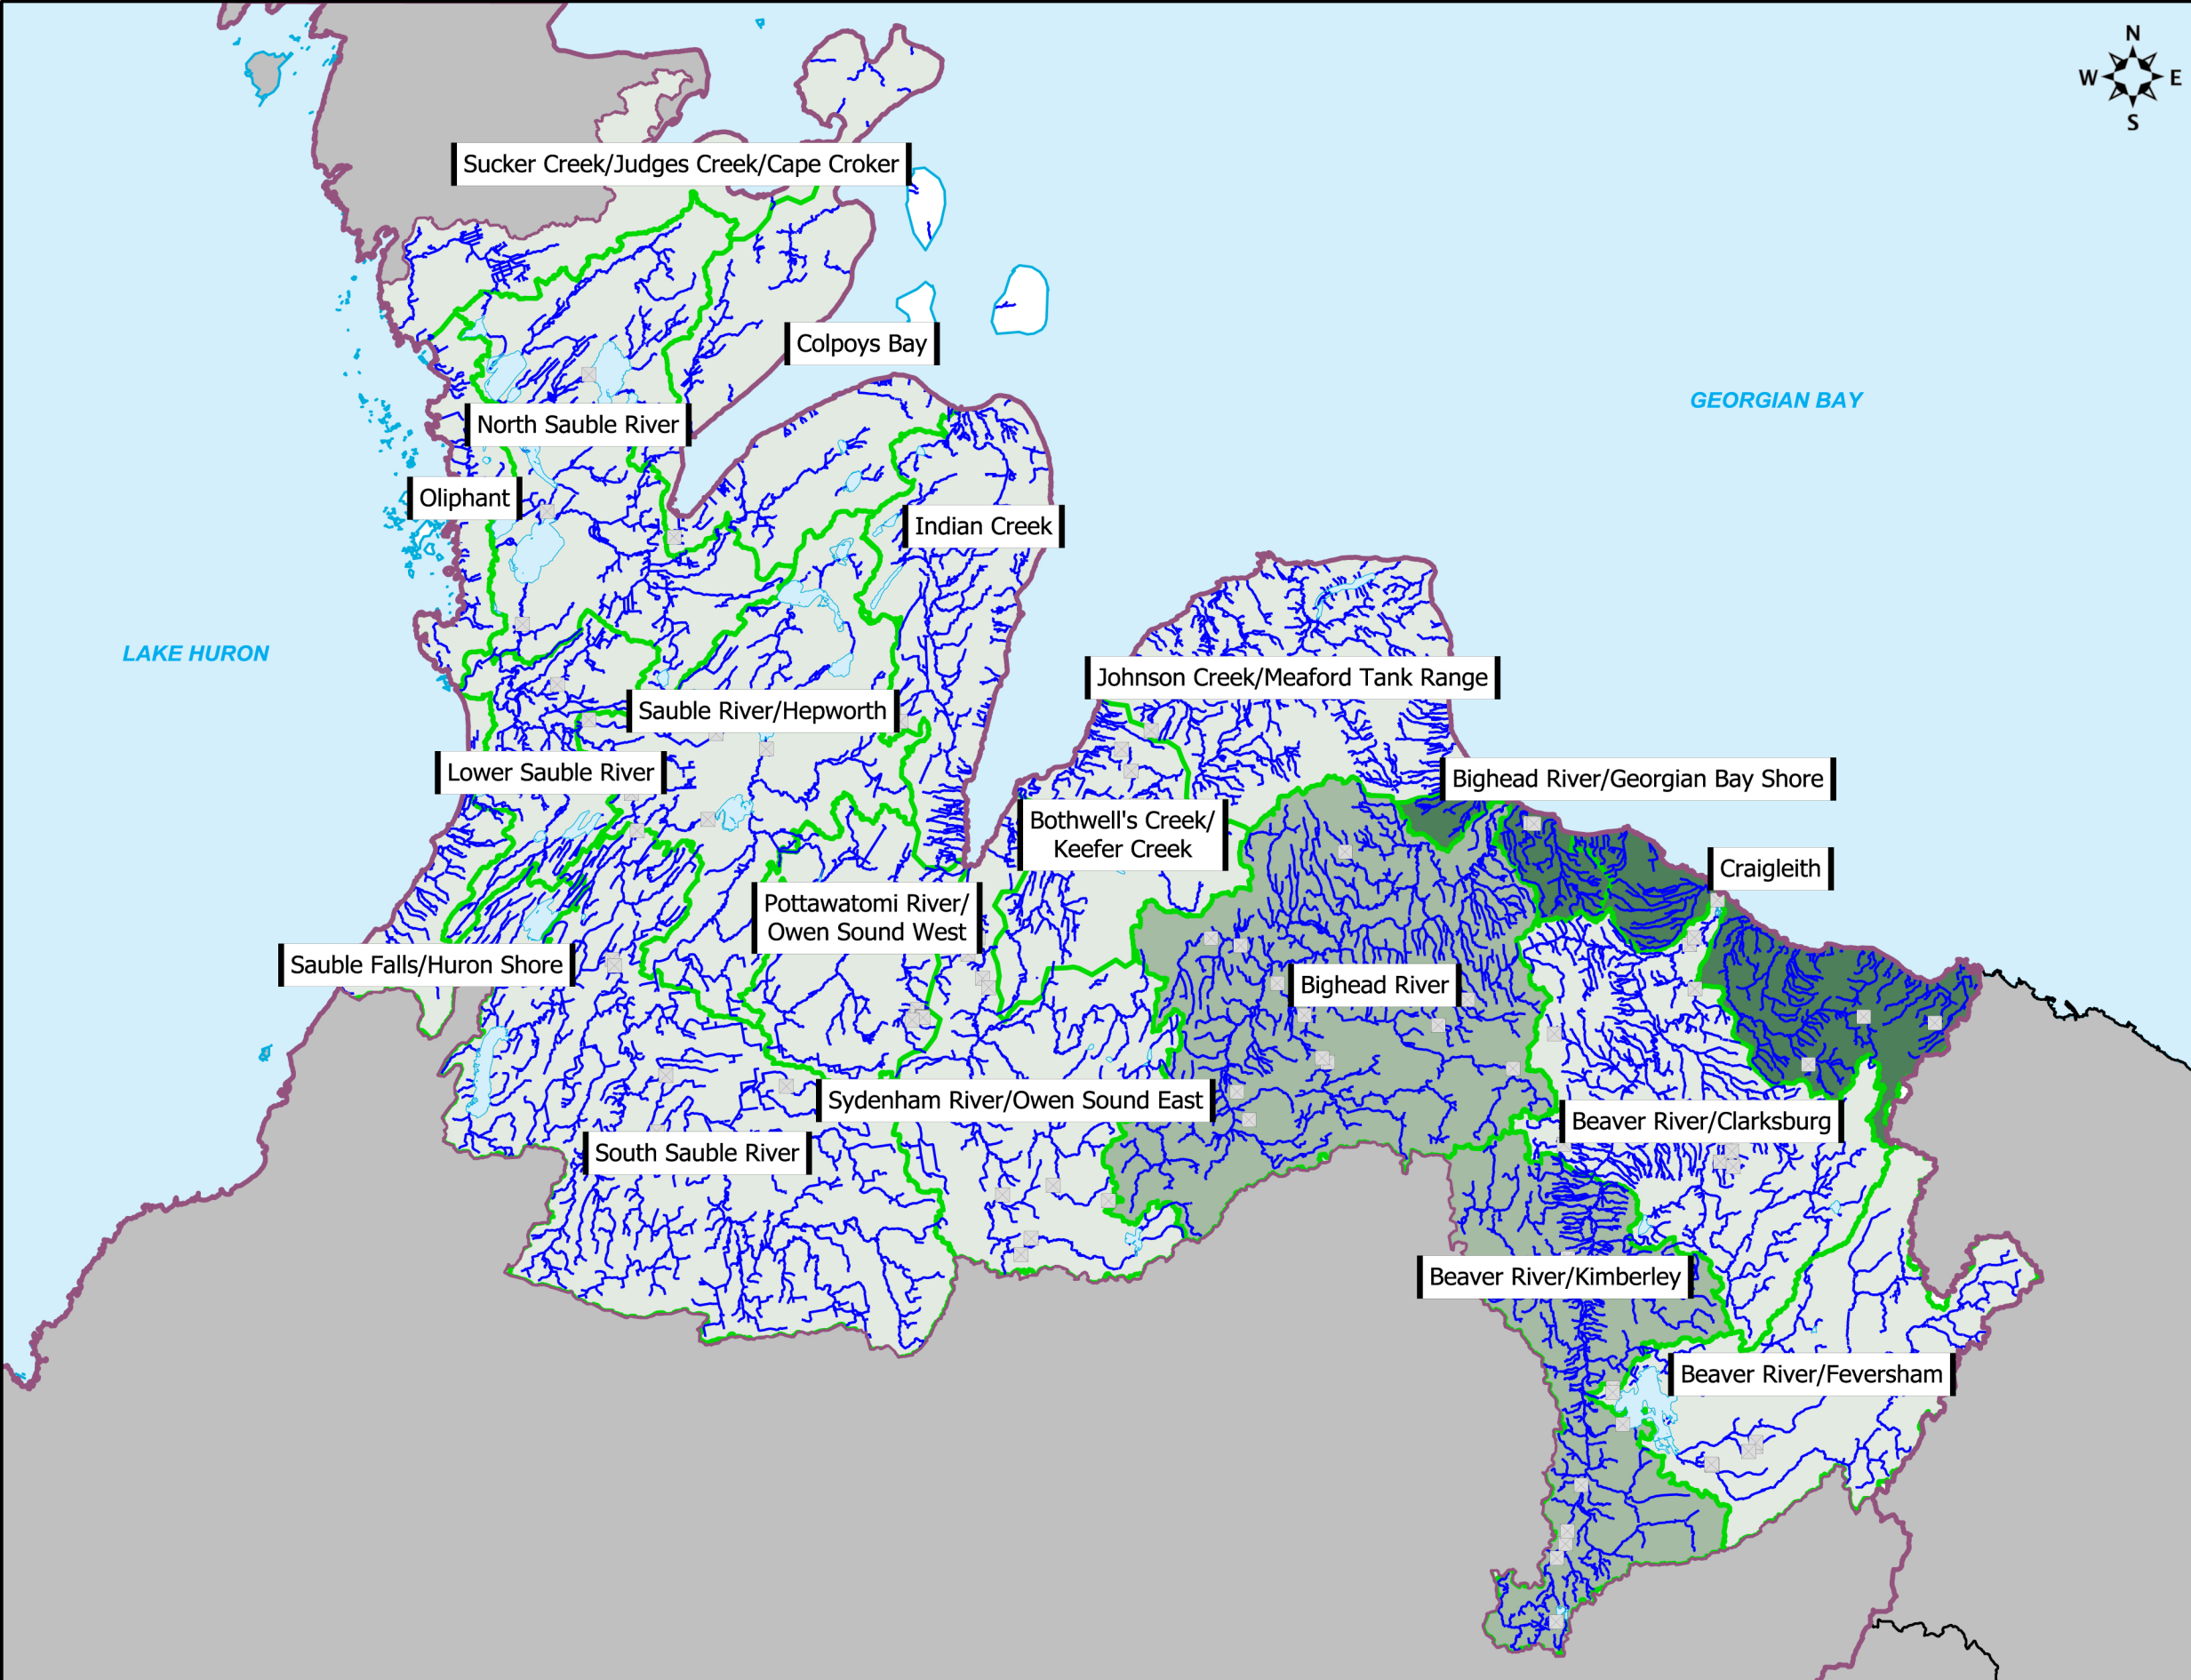 N
W E
S
Sucker Creek/Judges Creek/Cape Croker
Colpoys Bay
GEORGIAN BAY
North Sauble River
Oliphant
Indian Creek
LAKE HURON
Johnson Creek/Meaford Tank Range
Sauble River/Hepworth
Lower Sauble River
Bighead River/Georgian Bay Shore
Bothwell's Creek/
Keefer Creek
Craigleith
Pottawatomi River/
Owen Sound West
Sauble Falls/Huron Shore
Bighead River
Sydenham River/Owen Sound East
Beaver River/Clarksburg
South Sauble River
Beaver River/Kimberley
Beaver River/Feversham